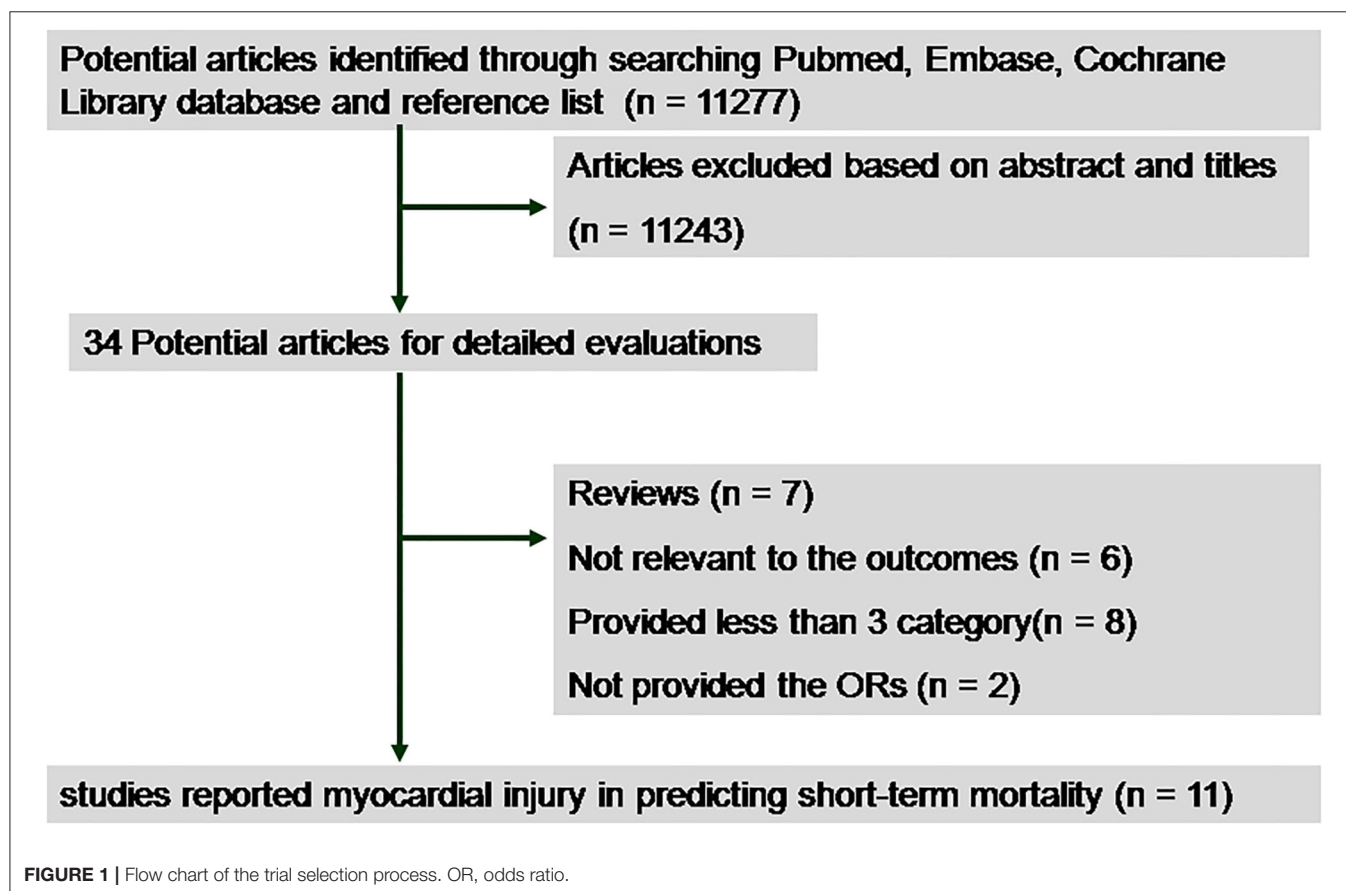 Potential articles identified through searching Pubmed, Embase, Cochrane
Library database and reference list (n = 11277)
Articles excluded based on abstract and titles
(n = 11243)
34 Potential articles for detailed evaluations
Reviews (n = 7)
Not relevant to the outcomes (n = 6)
Provided less than 3 category(n = 8)
Not provided the ORs (n = 2)
studies reported myocardial injury in predicting short-term mortality (n = 11)
FIGURE 1 | Flow chart of the trial selection process. OR, odds ratio.